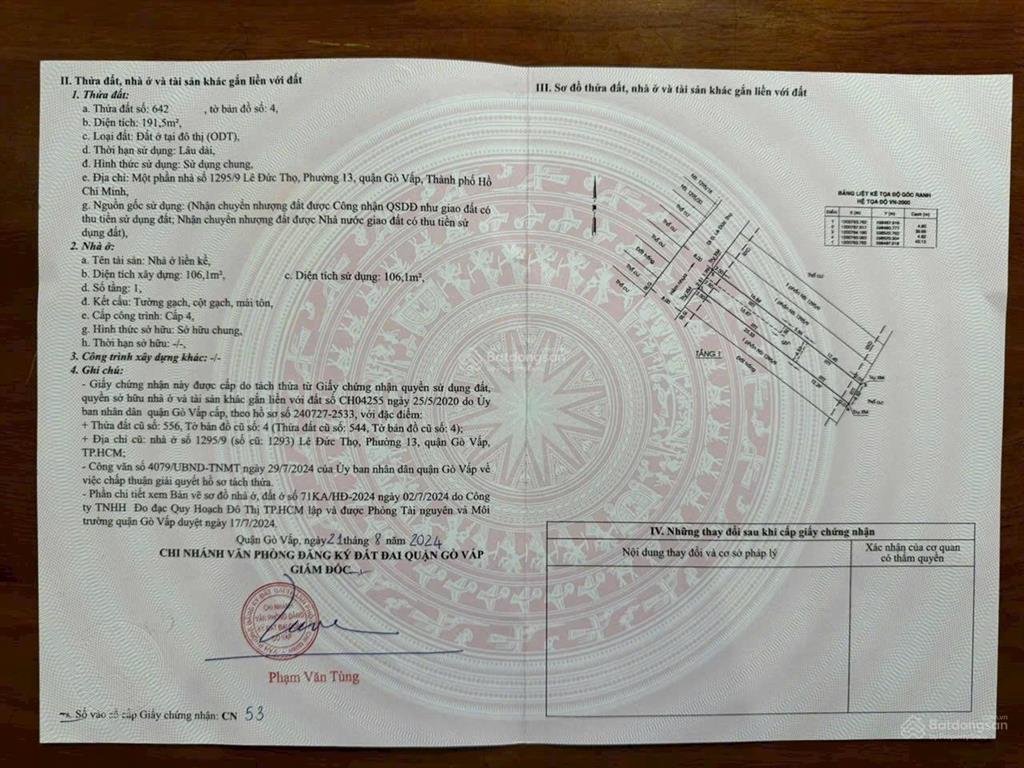 II. Thửa đất, nhà ở và tài sản khác gắn liền với đất
1. Thửa đất:
a. Thửa đất số: 642 , tờ bản đồ số: 4,
b. Diện tích: 191,5m²,
c. Loại đất: Đất ở tại đô thị (ODT),
d. Thời hạn sử dụng: Lâu dài,
đ. Hình thức sử dụng: Sử dụng chung,
e. Địa chỉ: Một phần nhà số 1295/9 Lê Đức Thọ, Phường 13, quận Gò Vấp, Thành phố Hồ
Chí Minh,
g. Nguồn gốc sử dụng: (Nhận chuyển nhượng đất được Công nhận QSDĐ như giao đất có
thu tiền sử dụng đất; Nhận chuyển nhượng đất được Nhà nước giao đất có thu tiền sử
dụng đất),
2. Nhà ở:
a. Tên tài sản: Nhà ở liền kề,
b. Diện tích xây dựng: 106,1m², c. Diện tích sử dụng: 106,1m²,
d. Số tầng: 1,
đ. Kết cấu: Tường gạch, cột gạch, mái tôn,
e. Cấp công trình: Cấp 4,
g. Hình thức sở hữu: Sở hữu chung,
h. Thời hạn sở hữu: -/-,
3. Công trình xây dựng khác: -/-
4. Ghi chú:
- Giấy chứng nhận này được cấp do tách thửa từ Giấy chứng nhận quyền sử dụng đất,
quyền sở hữu nhà ở và tài sản khác gắn liền với đất số CH04255 ngày 25/5/2020 do Ủy
ban nhân dân quận Gò Vấp cấp, theo hồ sơ số 240727-2533, với đặc điểm:
+ Thửa đất cũ số: 556, Tờ bản đồ cũ số: 4 (Thửa đất cũ số: 544, Tờ bản đồ cũ số: 4);
+ Địa chỉ cũ: nhà ở số 1295/9 (số cũ: 1293) Lê Đức Thọ, Phường 13, quận Gò Vấp,
TP.HCM;
- Công văn số 4079/UBND-TNMT ngày 29/7/2024 của Ủy ban nhân dân quận Gò Vấp về
việc chấp thuận giải quyết hồ sơ tách thửa.
- Phần chi tiết xem Bản vẽ sơ đồ nhà ở, đất ở số 71KA/HĐ-2024 ngày 02/7/2024 do Công
ty TNHH Đo đạc Quy Hoạch Đô Thị TP.HCM lập và được Phòng Tài nguyên và Môi
trường quận Gò Vấp duyệt ngày 17/7/2024.
Quận Gò Vấp, ngày 21 tháng 8 năm 2024
CHI NHÁNH VĂN PHÒNG ĐĂNG KÝ ĐẤT ĐAI QUẬN GÒ VẤP
GIÁM ĐỐC
Phạm Văn Tùng
Số vào sổ cấp Giấy chứng nhận: CN 53
III. Sơ đồ thửa đất, nhà ở và tài sản khác gắn liền với đất
BẢNG LIỆT KÊ TỌA ĐỘ GÓC RANH
HỆ TỌA ĐỘ VN-2000
TẦNG 1
IV. Những thay đổi sau khi cấp giấy chứng nhận
Nội dung thay đổi và cơ sở pháp lý
Xác nhận của cơ quan
có thẩm quyền
Batdongsan
Batdongsan